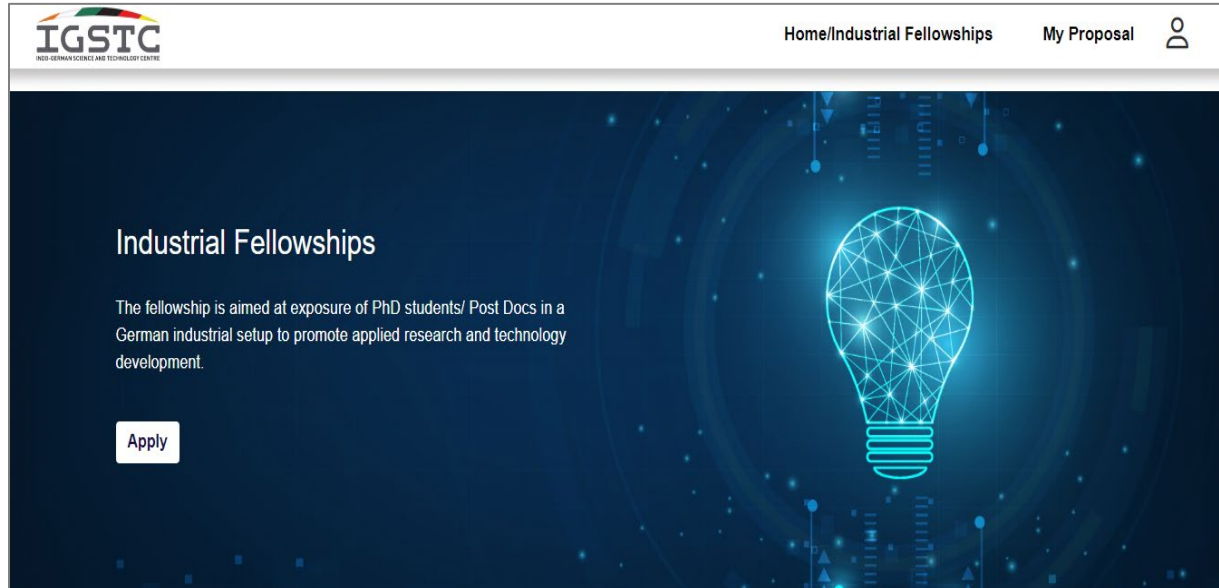 IGSTC
INDO-GERMAN SCIENCE AND TECHNOLOGY CENTRE
Home/Industrial Fellowships
My Proposal
Industrial Fellowships
The fellowship is aimed at exposure of PhD students/ Post Docs in a
German industrial setup to promote applied research and technology
development.
Apply